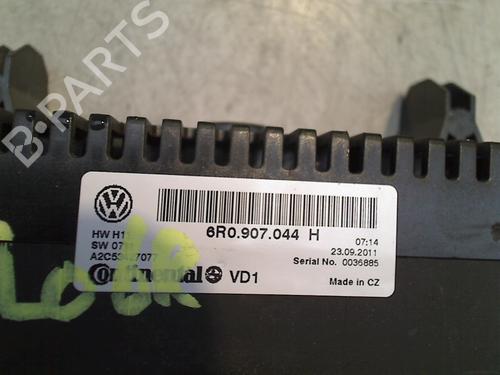 B-PARTS
6R0.907.044 H
HW H1
07:14
SW 07
23.09.2011
Serial No. 0036885
Continental VD1
Made in CZ